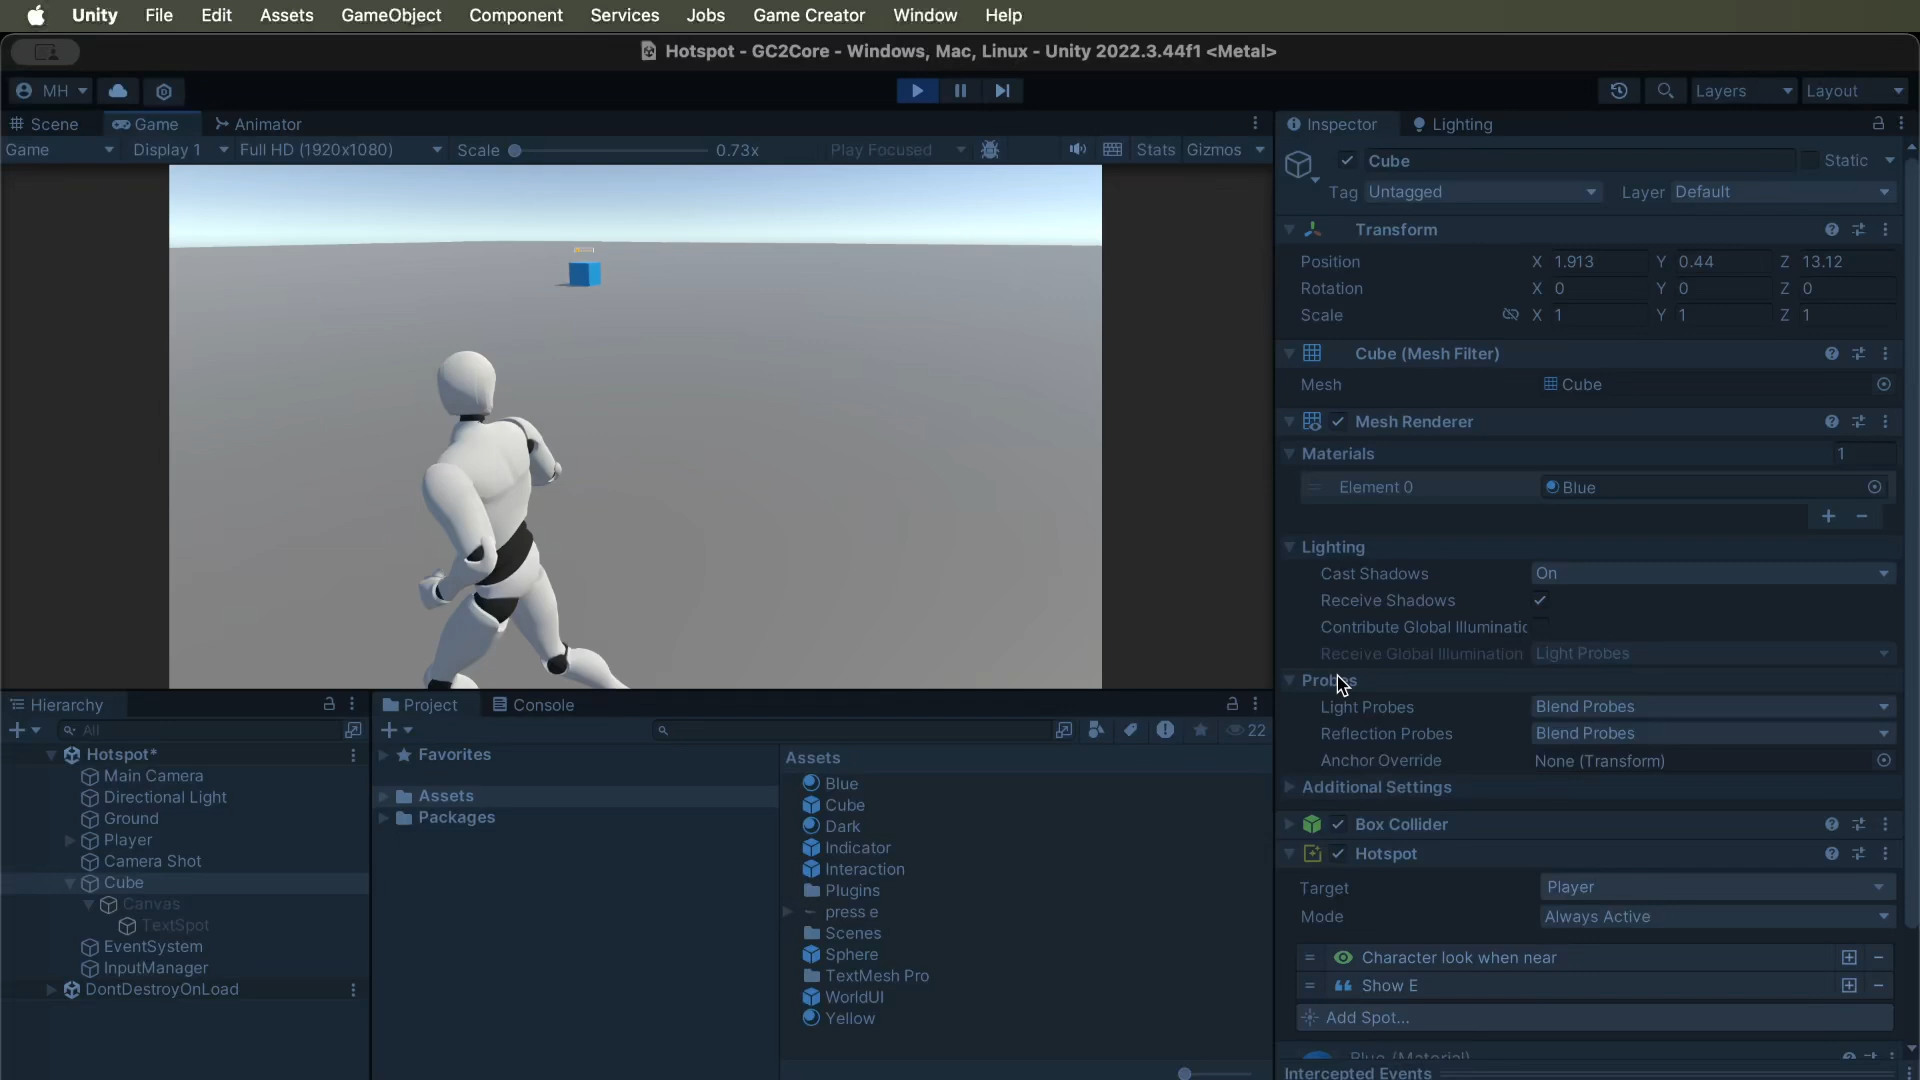 Unity File Edit Assets GameObject Component Services Jobs Game Creator Window Help
Hotspot - GC2Core - Windows, Mac, Linux - Unity 2022.3.44f1 <Metal>
MH Layers Layout
Scene Game Animator
Game Display 1 Full HD (1920x1080) Scale 0.73x Play Focused Stats Gizmos
Inspector Lighting
Cube Static
Tag Untagged Layer Default
Transform
Position X 1.913 Y 0.44 Z 13.12
Rotation X 0 Y 0 Z 0
Scale X 1 Y 1 Z 1
Cube (Mesh Filter)
Mesh Cube
Mesh Renderer
Materials 1
Element 0 Blue
Lighting
Cast Shadows On
Receive Shadows
Contribute Global Illuminatic
Receive Global Illumination Light Probes
Probes
Light Probes Blend Probes
Reflection Probes Blend Probes
Anchor Override None (Transform)
Additional Settings
Box Collider
Hotspot
Target Player
Mode Always Active
Character look when near
Show E
Add Spot...
Blue (Material)
Intercepted Events
Hierarchy
All
Hotspot*
Main Camera
Directional Light
Ground
Player
Camera Shot
Cube
Canvas
TextSpot
EventSystem
InputManager
DontDestroyOnLoad
Project Console
22
Favorites
Assets
Packages
Assets
Blue
Cube
Dark
Indicator
Interaction
Plugins
press e
Scenes
Sphere
TextMesh Pro
WorldUI
Yellow